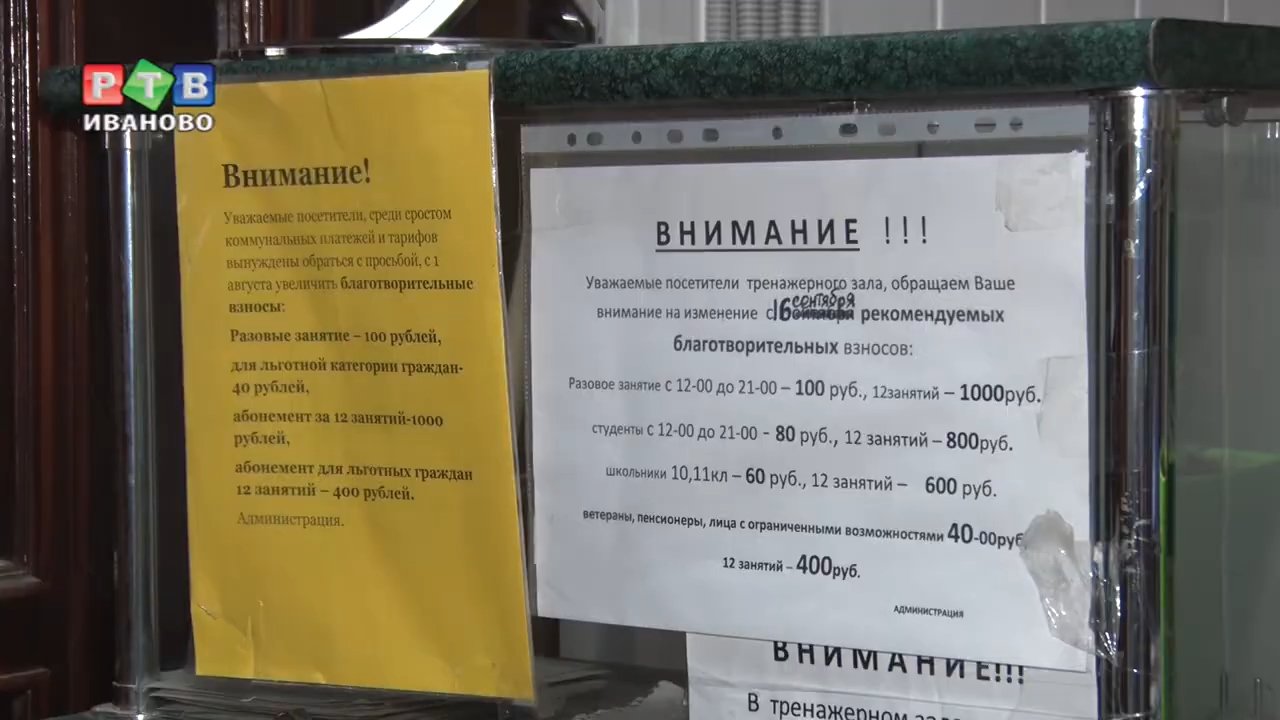 РТВ
ИВАНОВО
Внимание!
Уважаемые посетители, среди сростом
коммунальных платежей и тарифов
вынуждены обраться с просьбой, с 1
августа увеличить благотворительные
взносы:
Разовые занятие – 100 рублей,
для льготной категории граждан-
40 рублей,
абонемент за 12 занятий-1000
рублей,
абонемент для льготных граждан
12 занятий – 400 рублей.
Администрация.
ВНИМАНИЕ !!!
Уважаемые посетители тренажерного зала, обращаем Ваше
сентября
внимание на изменение с 16 октября рекомендуемых
благотворительных взносов:
Разовое занятие с 12-00 до 21-00 – 100 руб., 12занятий – 1000руб.
студенты с 12-00 до 21-00 - 80 руб., 12 занятий – 800руб.
школьники 10,11кл – 60 руб., 12 занятий – 600 руб.
ветераны, пенсионеры, лица с ограниченными возможностями 40-00руб
12 занятий – 400руб.
АДМИНИСТРАЦИЯ
ВНИМАНИЕ!!!
В тренажерном зале